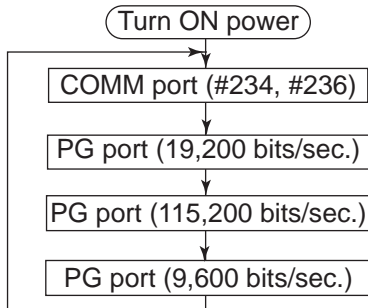 Turn ON power
COMM port (#234, #236)
PG port (19,200 bits/sec.)
PG port (115,200 bits/sec.)
PG port (9,600 bits/sec.)